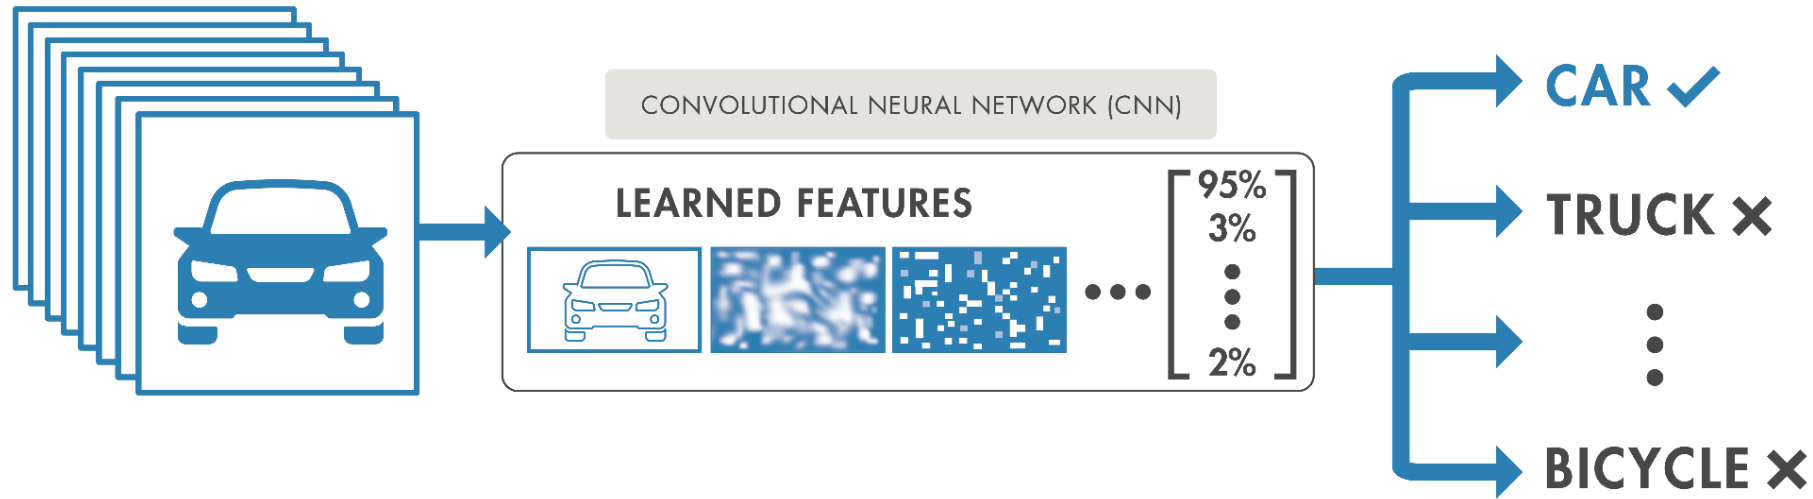 CONVOLUTIONAL NEURAL NETWORK (CNN)
LEARNED FEATURES
95%
3%
2%
CAR
TRUCK
BICYCLE